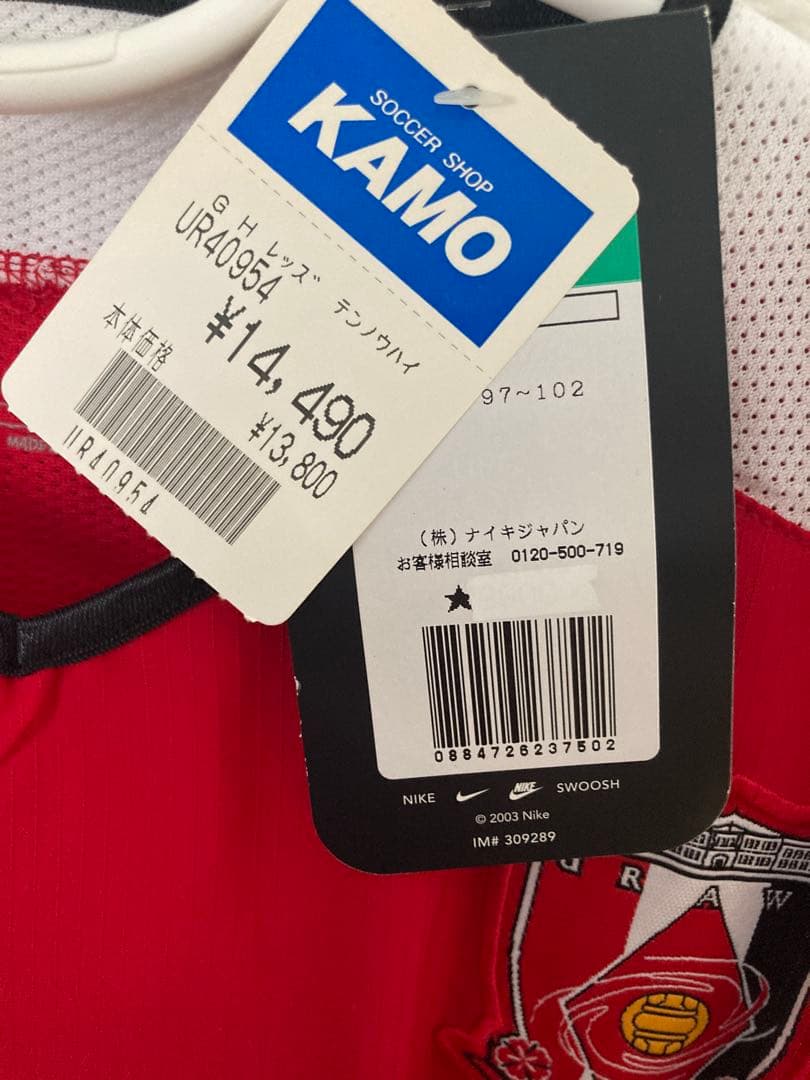 SOCCER SHOP
KAMO
GH レッズ テンノウハイ
UR40954
¥14,490
本体価格
¥13,800
UR40954
97~102
(株)ナイキジャパン
お客様相談室 0120-500-719
★
0884726237502
NIKE NIKE SWOOSH
© 2003 Nike
IM# 309289
URAW